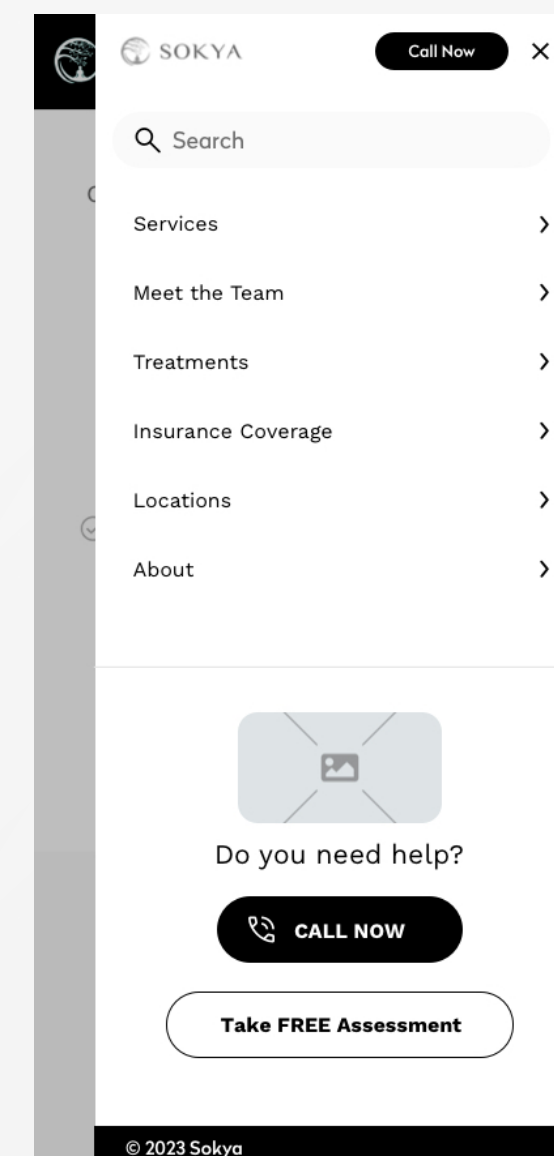 SOKYA
Call Now
Search
Services
Meet the Team
Treatments
Insurance Coverage
Locations
About
Do you need help?
CALL NOW
Take FREE Assessment
© 2023 Sokya